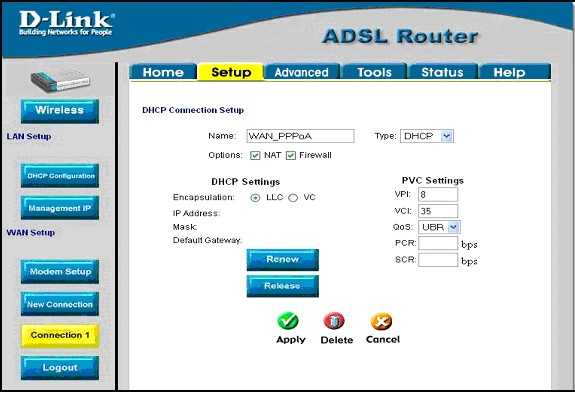 D-Link
Building Networks for People
ADSL Router
Home Setup Advanced Tools Status Help
Wireless
LAN Setup
DHCP Configuration
Management IP
WAN Setup
Modem Setup
New Connection
Connection 1
Logout
DHCP Connection Setup
Name: WAN_PPPoA Type: DHCP
Options: NAT Firewall
DHCP Settings
Encapsulation: LLC VC
IP Address:
Mask:
Default Gateway:
Renew
Release
PVC Settings
VPI: 8
VCI: 35
QoS: UBR
PCR: bps
SCR: bps
Apply Delete Cancel